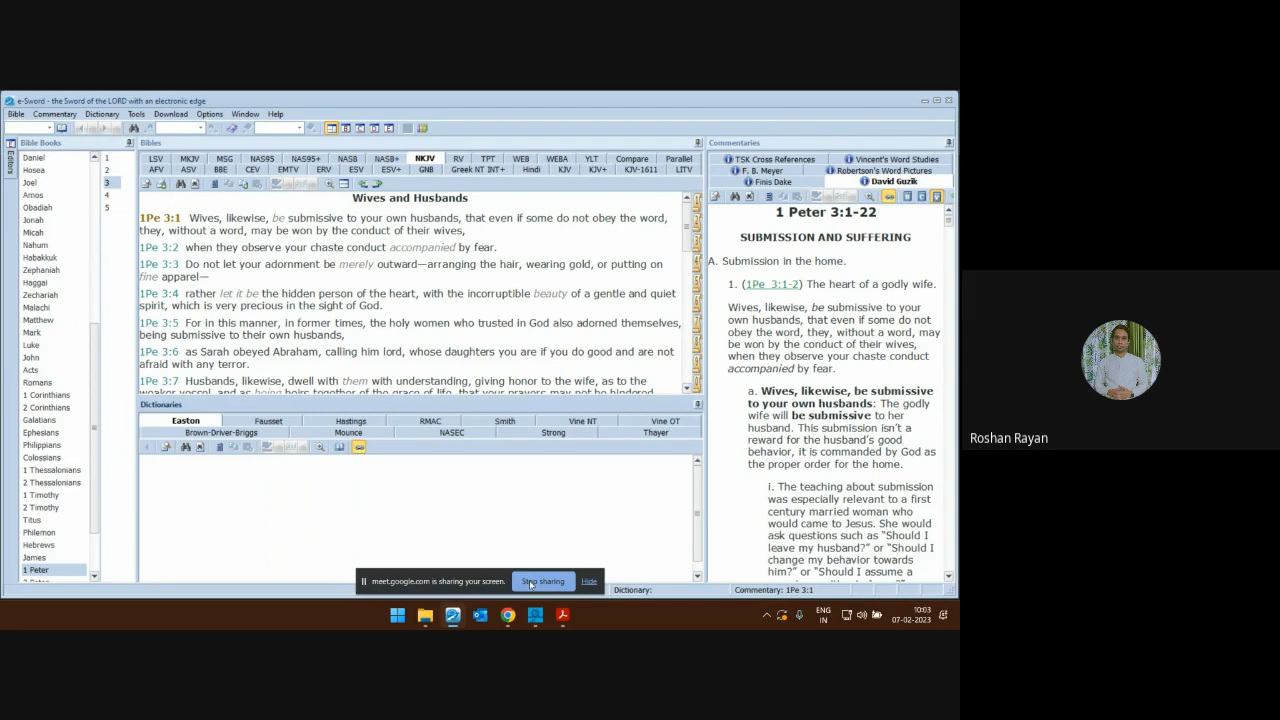 e-Sword - the Sword of the LORD with an electronic edge
Bible Commentary Dictionary Tools Download Options Window Help
B C D E
Editors
Bible Books
Daniel
Hosea
Joel
Amos
Obadiah
Jonah
Micah
Nahum
Habakkuk
Zephaniah
Haggai
Zechariah
Malachi
Matthew
Mark
Luke
John
Acts
Romans
1 Corinthians
2 Corinthians
Galatians
Ephesians
Philippians
Colossians
1 Thessalonians
2 Thessalonians
1 Timothy
2 Timothy
Titus
Philemon
Hebrews
James
1 Peter
1
2
3
4
5
Bibles
LSV MKJV MSG NAS95 NAS95+ NASB NASB+ NKJV RV TPT WEB WEBA YLT Compare Parallel
AFV ASV BBE CEV EMTV ERV ESV ESV+ GNB Greek NT INT+ Hindi KJV KJV+ KJV-1611 LITV
Wives and Husbands
1Pe 3:1 Wives, likewise, be submissive to your own husbands, that even if some do not obey the word,
they, without a word, may be won by the conduct of their wives,
1Pe 3:2 when they observe your chaste conduct accompanied by fear.
1Pe 3:3 Do not let your adornment be merely outward—arranging the hair, wearing gold, or putting on
fine apparel—
1Pe 3:4 rather let it be the hidden person of the heart, with the incorruptible beauty of a gentle and quiet
spirit, which is very precious in the sight of God.
1Pe 3:5 For in this manner, in former times, the holy women who trusted in God also adorned themselves,
being submissive to their own husbands,
1Pe 3:6 as Sarah obeyed Abraham, calling him lord, whose daughters you are if you do good and are not
afraid with any terror.
1Pe 3:7 Husbands, likewise, dwell with them with understanding, giving honor to the wife, as to the
weaker vessel, and as being heirs together of the grace of life, that your prayers may not be hindered.
Dictionaries
Easton Fausset Hastings RMAC Smith Vine NT Vine OT
Brown-Driver-Briggs Mounce NASEC Strong Thayer
Commentaries
TSK Cross References Vincent's Word Studies
F. B. Meyer Robertson's Word Pictures
Finis Dake David Guzik
1 Peter 3:1-22
SUBMISSION AND SUFFERING
A. Submission in the home.
1. (1Pe 3:1-2) The heart of a godly wife.
Wives, likewise, be submissive to your
own husbands, that even if some do not
obey the word, they, without a word, may
be won by the conduct of their wives,
when they observe your chaste conduct
accompanied by fear.
a. Wives, likewise, be submissive
to your own husbands: The godly
wife will be submissive to her
husband. This submission isn't a
reward for the husband's good
behavior, it is commanded by God as
the proper order for the home.
i. The teaching about submission
was especially relevant to a first
century married woman who
would came to Jesus. She would
ask questions such as "Should I
leave my husband?" or "Should I
change my behavior towards
him?" or "Should I assume a
meet.google.com is sharing your screen. Stop sharing Hide
Dictionary: Commentary: 1Pe 3:1
ENG
IN
10:03
07-02-2023
Roshan Rayan